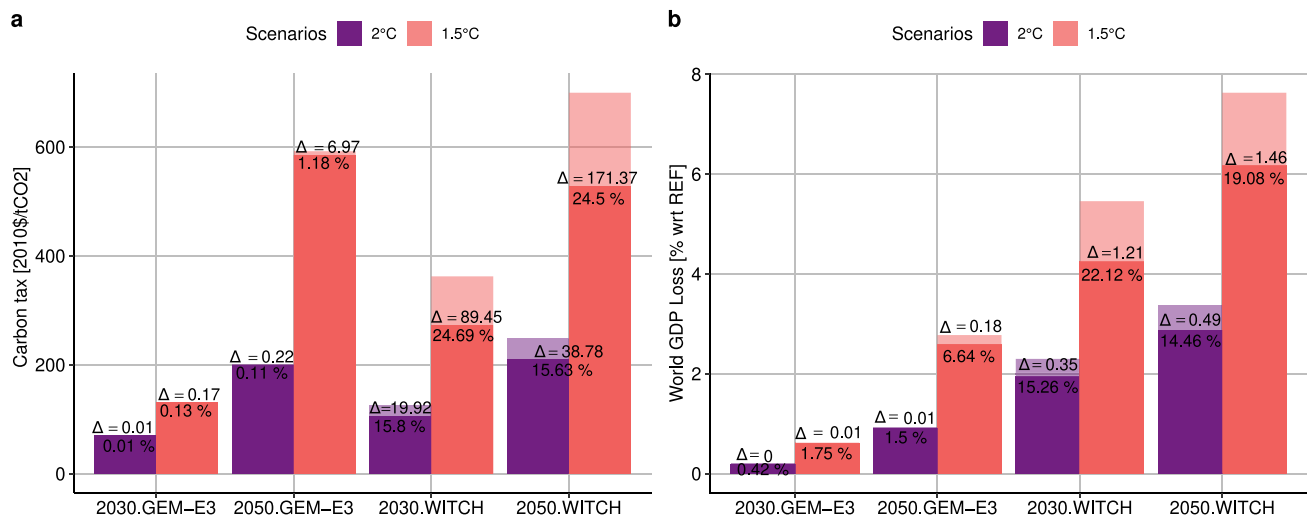 a
Scenarios 2°C 1.5°C
Carbon tax [2010$/tCO2]
600
400
200
0
Δ = 0.01
0.01 %
Δ = 0.17
0.13 %
Δ = 0.22
0.11 %
Δ = 6.97
1.18 %
Δ=19.92
15.8 %
Δ = 89.45
24.69 %
Δ = 38.78
15.63 %
Δ = 171.37
24.5 %
2030.GEM−E3 2050.GEM−E3 2030.WITCH 2050.WITCH
b
Scenarios 2°C 1.5°C
World GDP Loss [% wrt REF]
8
6
4
2
0
Δ= 0
0.42 %
Δ = 0.01
1.75 %
Δ = 0.01
1.5 %
Δ = 0.18
6.64 %
Δ = 0.35
15.26 %
Δ = 1.21
22.12 %
Δ = 0.49
14.46 %
Δ = 1.46
19.08 %
2030.GEM−E3 2050.GEM−E3 2030.WITCH 2050.WITCH